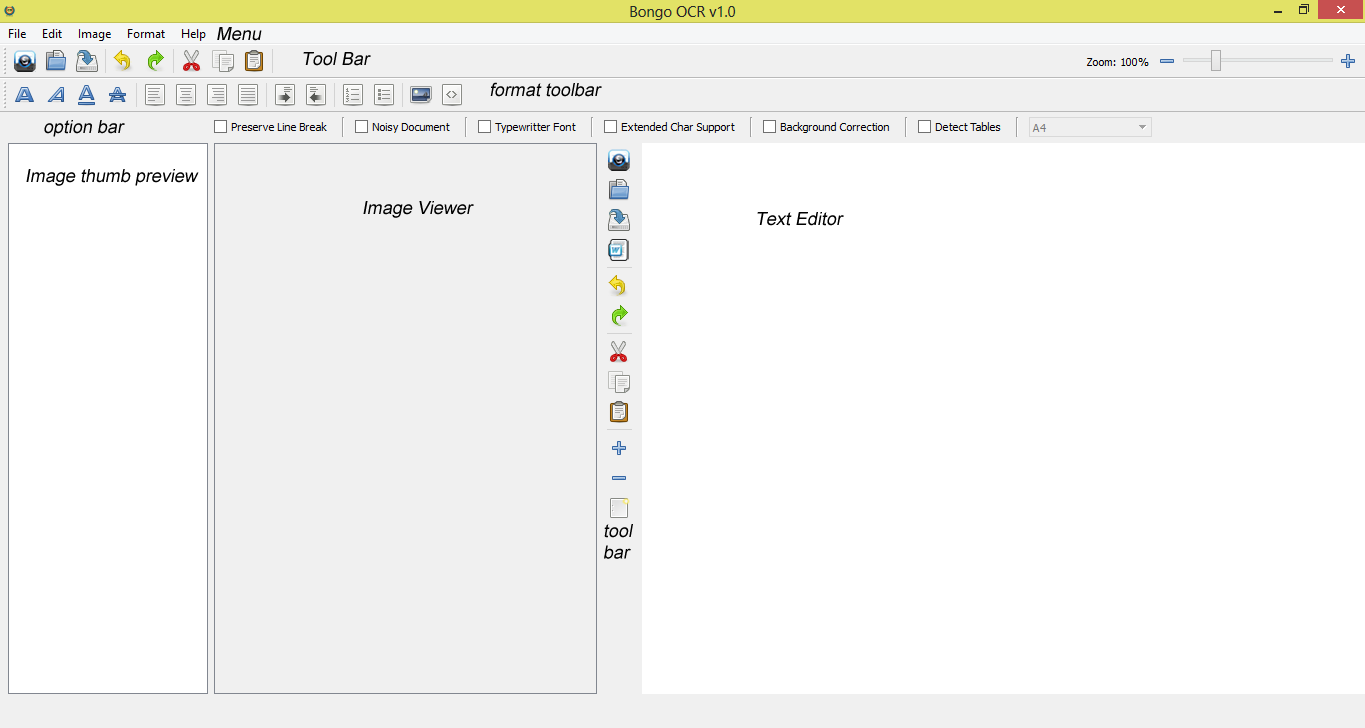 Bongo OCR v1.0
File Edit Image Format Help Menu
Tool Bar
Zoom: 100%
format toolbar
option bar
Preserve Line Break Noisy Document Typewritter Font Extended Char Support Background Correction Detect Tables A4
Image thumb preview
Image Viewer
Text Editor
tool
bar